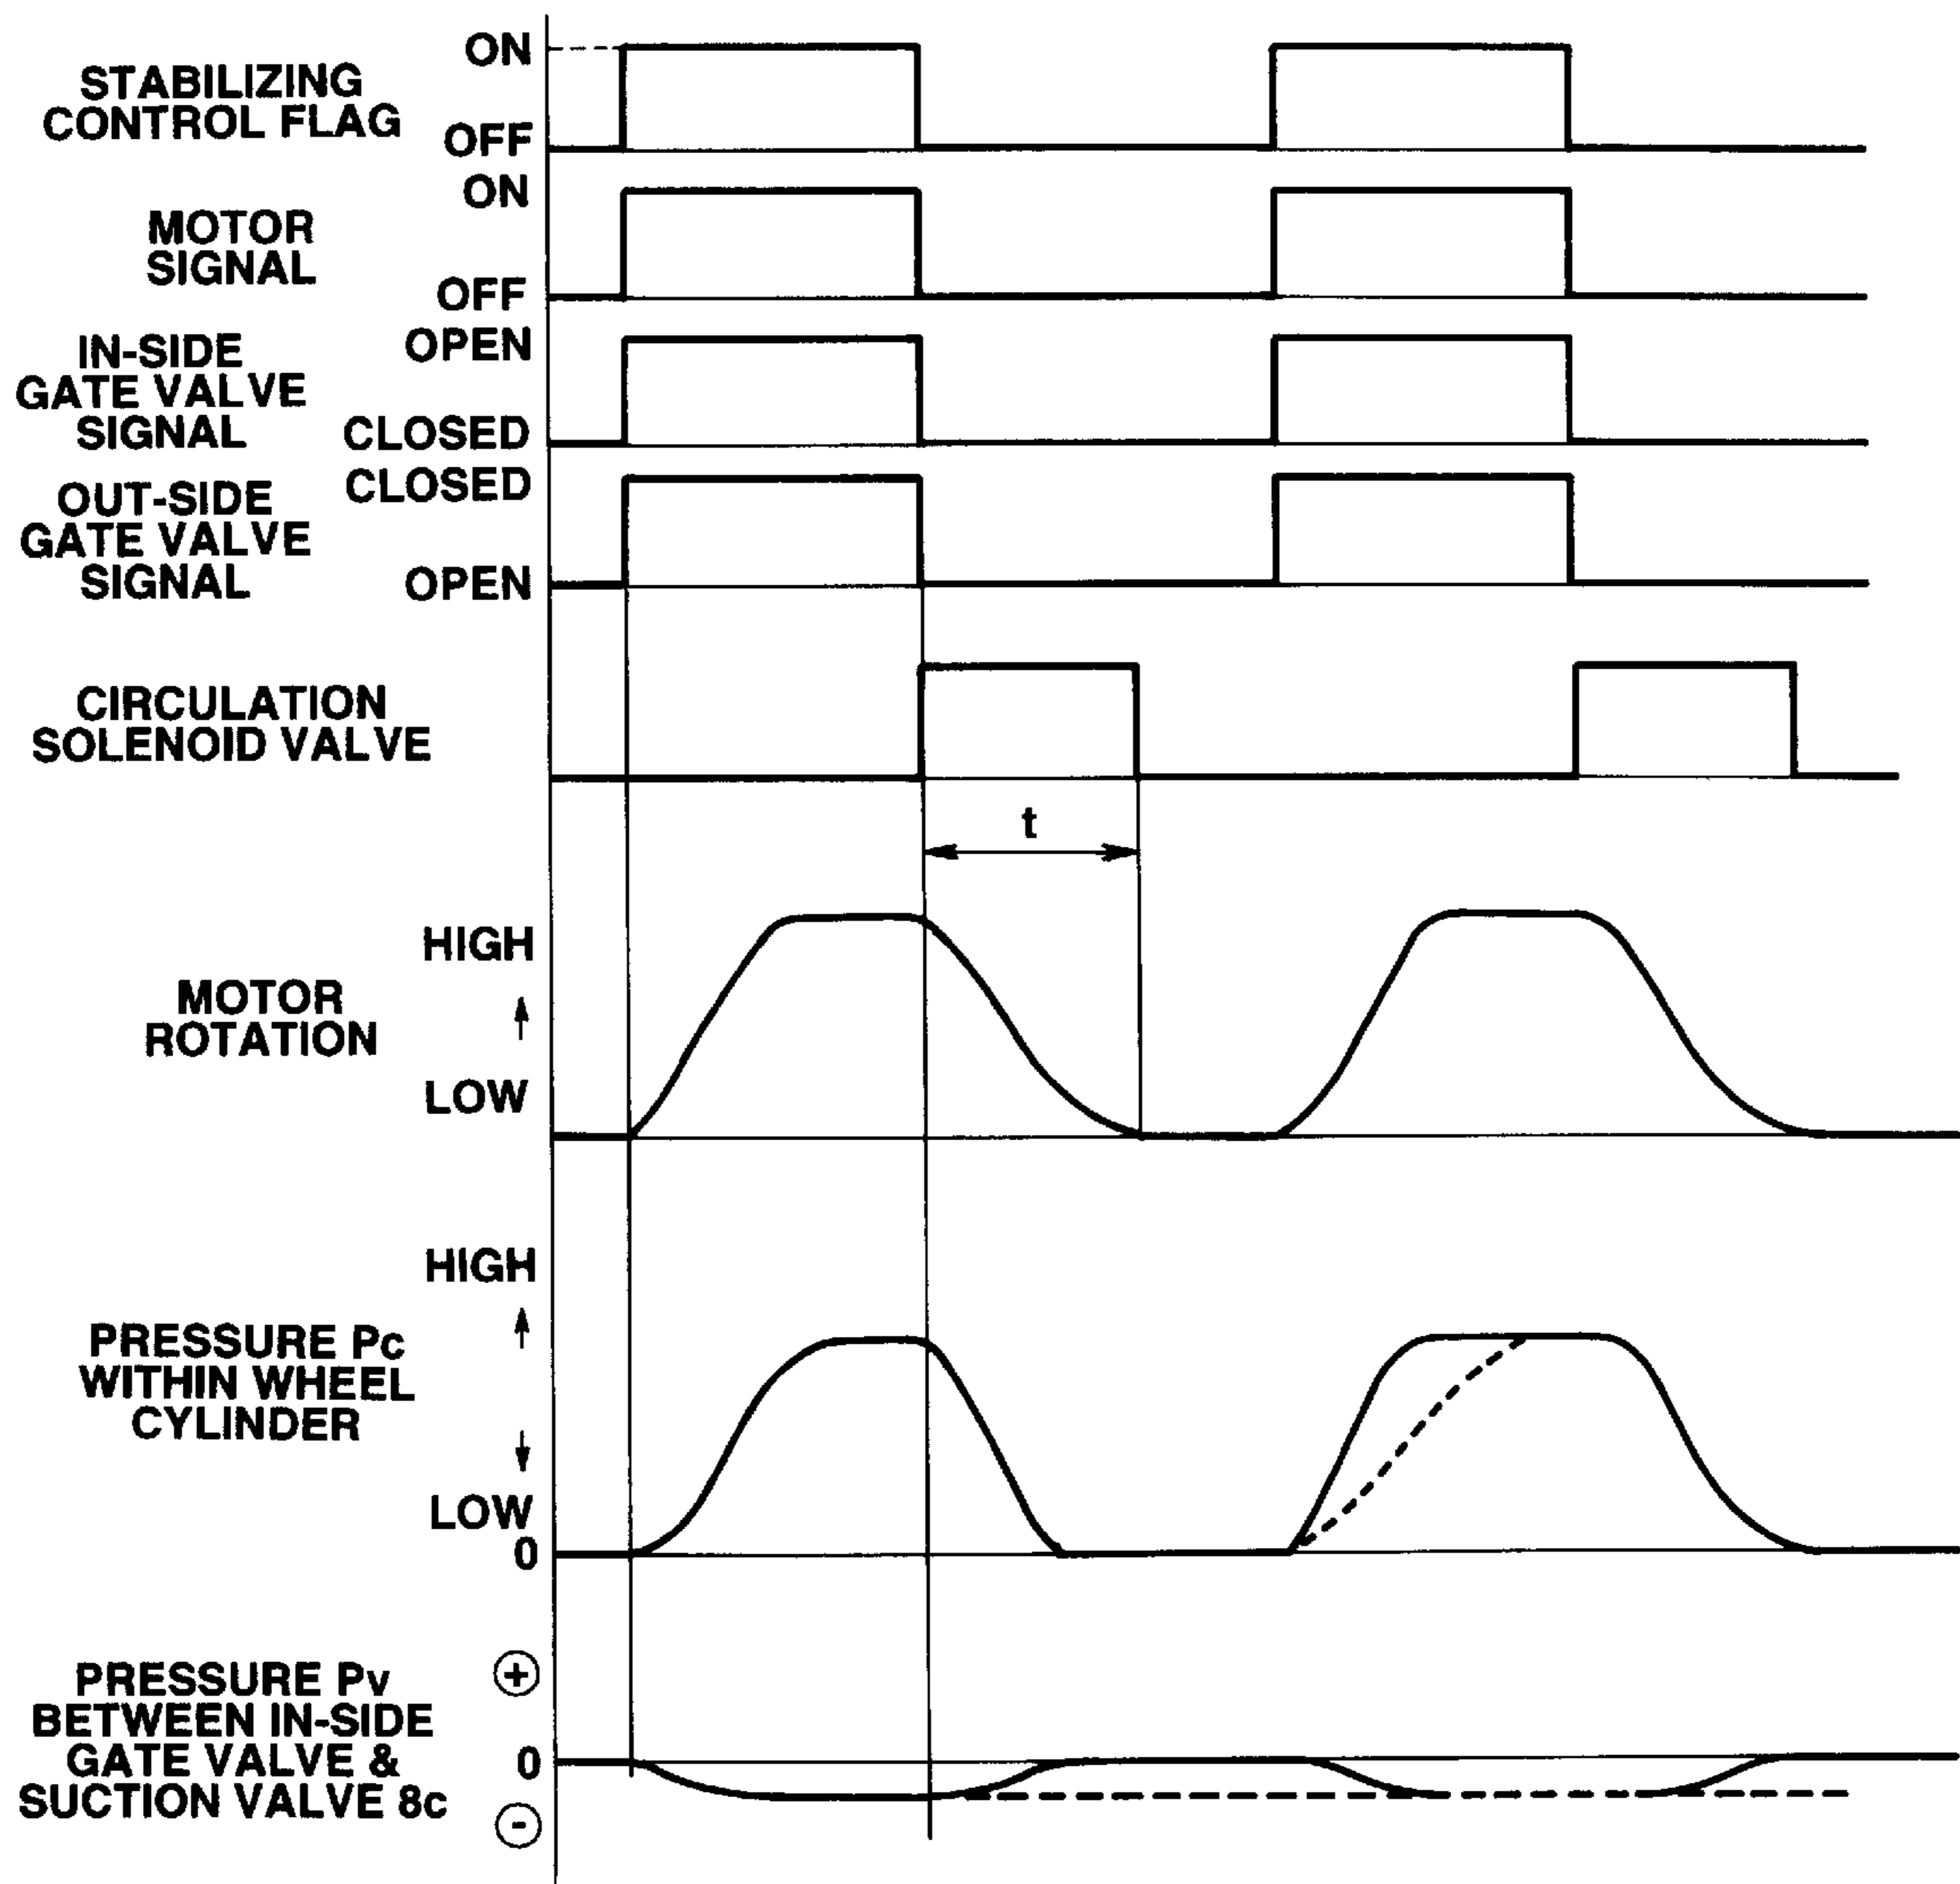 STABILIZING
CONTROL FLAG
ON
OFF
MOTOR
SIGNAL
ON
OFF
IN-SIDE
GATE VALVE
SIGNAL
OPEN
CLOSED
OUT-SIDE
GATE VALVE
SIGNAL
CLOSED
OPEN
CIRCULATION
SOLENOID VALVE
t
MOTOR
ROTATION
HIGH
LOW
PRESSURE Pc
WITHIN WHEEL
CYLINDER
HIGH
LOW
0
PRESSURE Pv
BETWEEN IN-SIDE
GATE VALVE &
SUCTION VALVE 8c
+
0
-